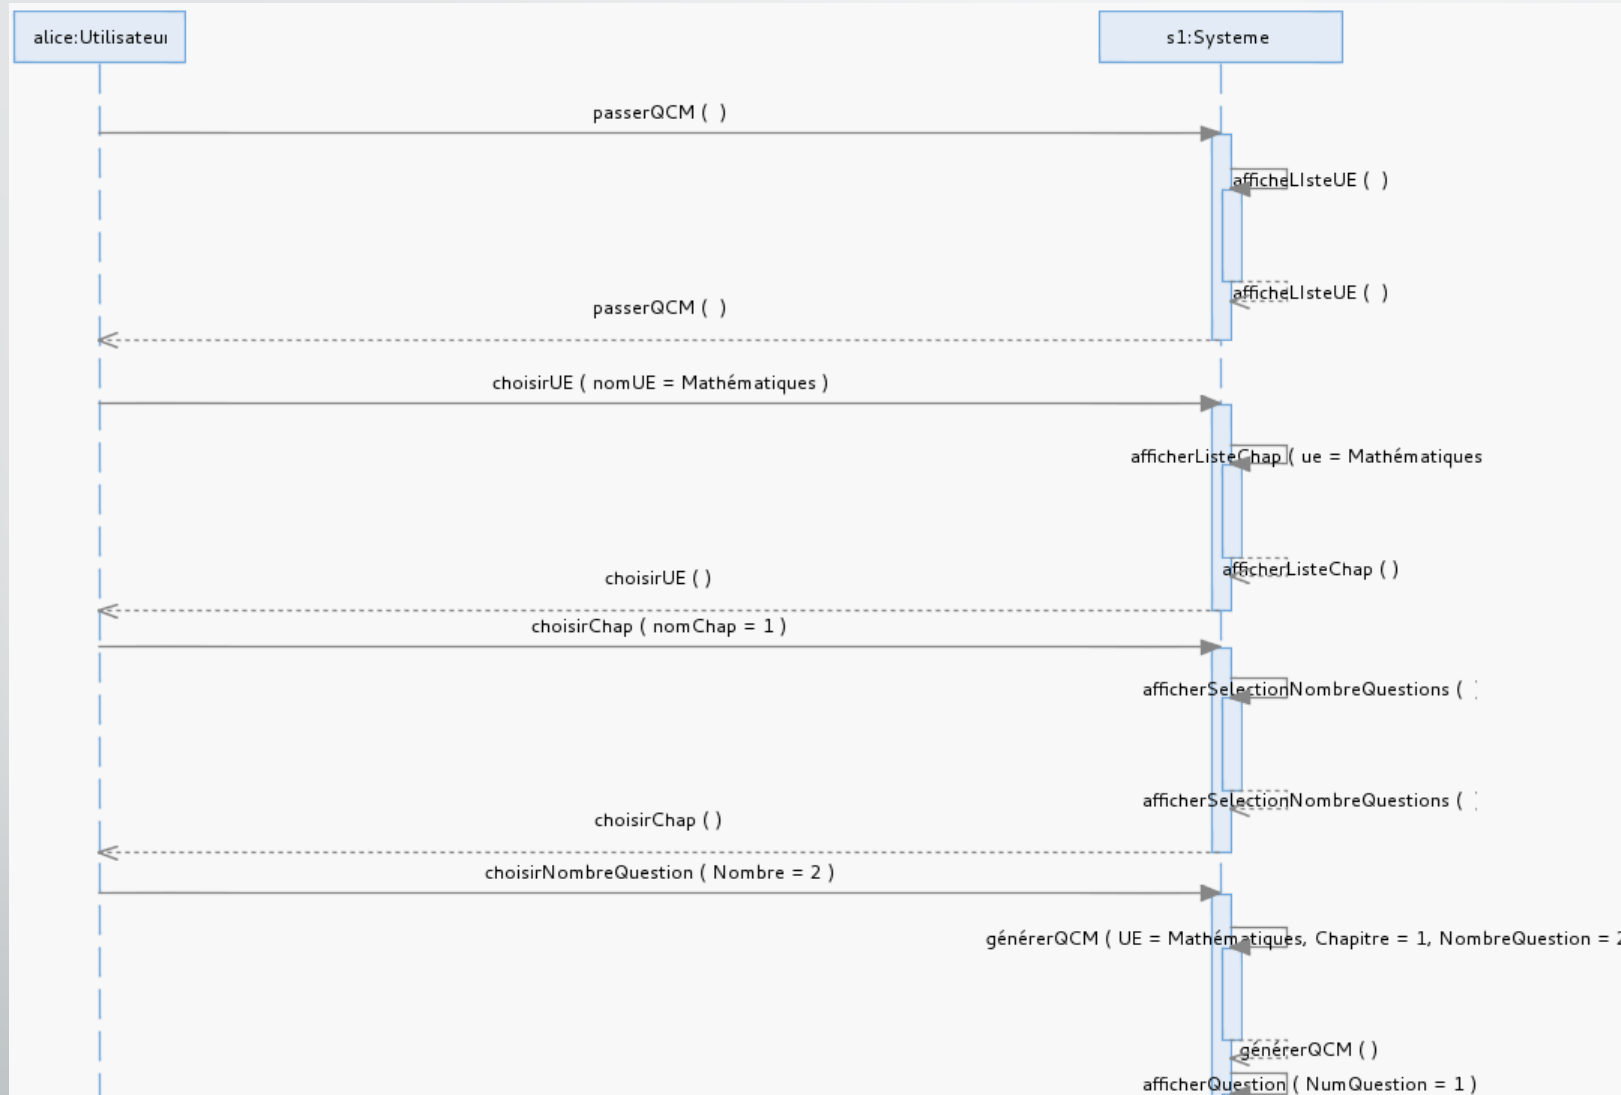 alice:Utilisateur
s1:Systeme
passerQCM ( )
afficheLIsteUE ( )
afficheLIsteUE ( )
passerQCM ( )
choisirUE ( nomUE = Mathématiques )
afficherListeChap ( ue = Mathématiques
afficherListeChap ( )
choisirUE ( )
choisirChap ( nomChap = 1 )
afficherSelectionNombreQuestions (
afficherSelectionNombreQuestions (
choisirChap ( )
choisirNombreQuestion ( Nombre = 2 )
générerQCM ( UE = Mathématiques, Chapitre = 1, NombreQuestion = 2
générerQCM ( )
afficherQuestion ( NumQuestion = 1 )